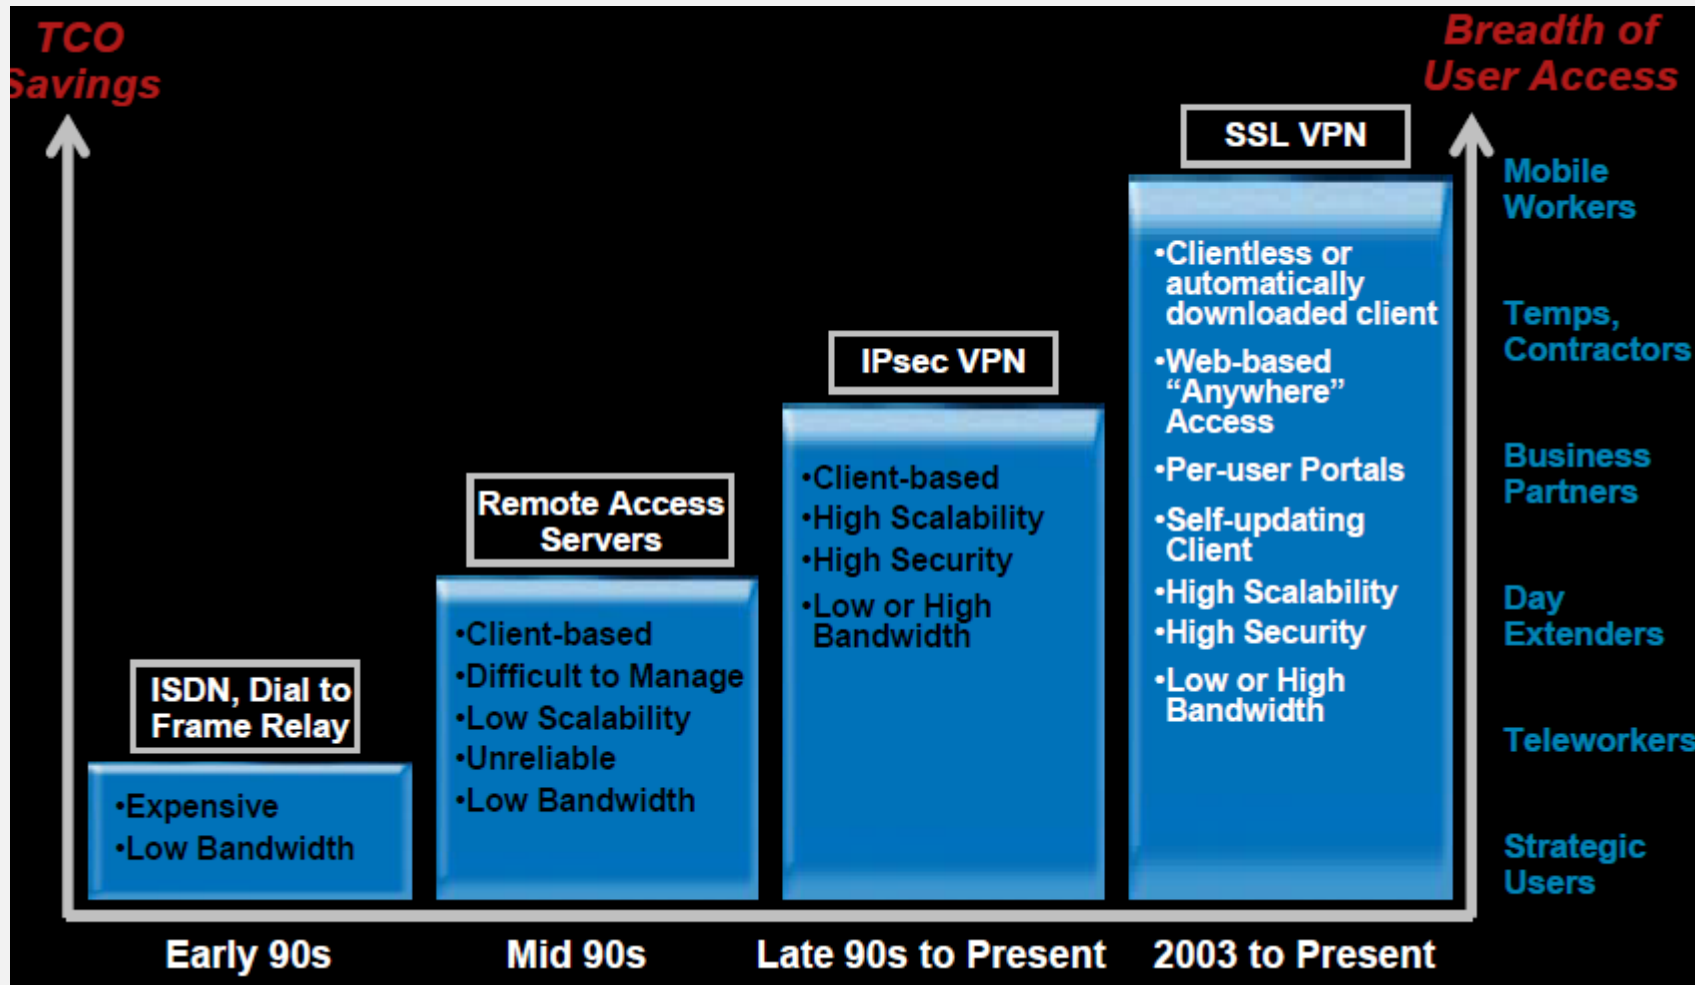 TCO
Savings
Breadth of
User Access
SSL VPN
•Clientless or
automatically
downloaded client
•Web-based
“Anywhere”
Access
•Per-user Portals
•Self-updating
Client
•High Scalability
•High Security
•Low or High
Bandwidth
IPsec VPN
•Client-based
•High Scalability
•High Security
•Low or High
Bandwidth
Remote Access
Servers
•Client-based
•Difficult to Manage
•Low Scalability
•Unreliable
•Low Bandwidth
ISDN, Dial to
Frame Relay
•Expensive
•Low Bandwidth
Mobile
Workers
Temps,
Contractors
Business
Partners
Day
Extenders
Teleworkers
Strategic
Users
Early 90s
Mid 90s
Late 90s to Present
2003 to Present